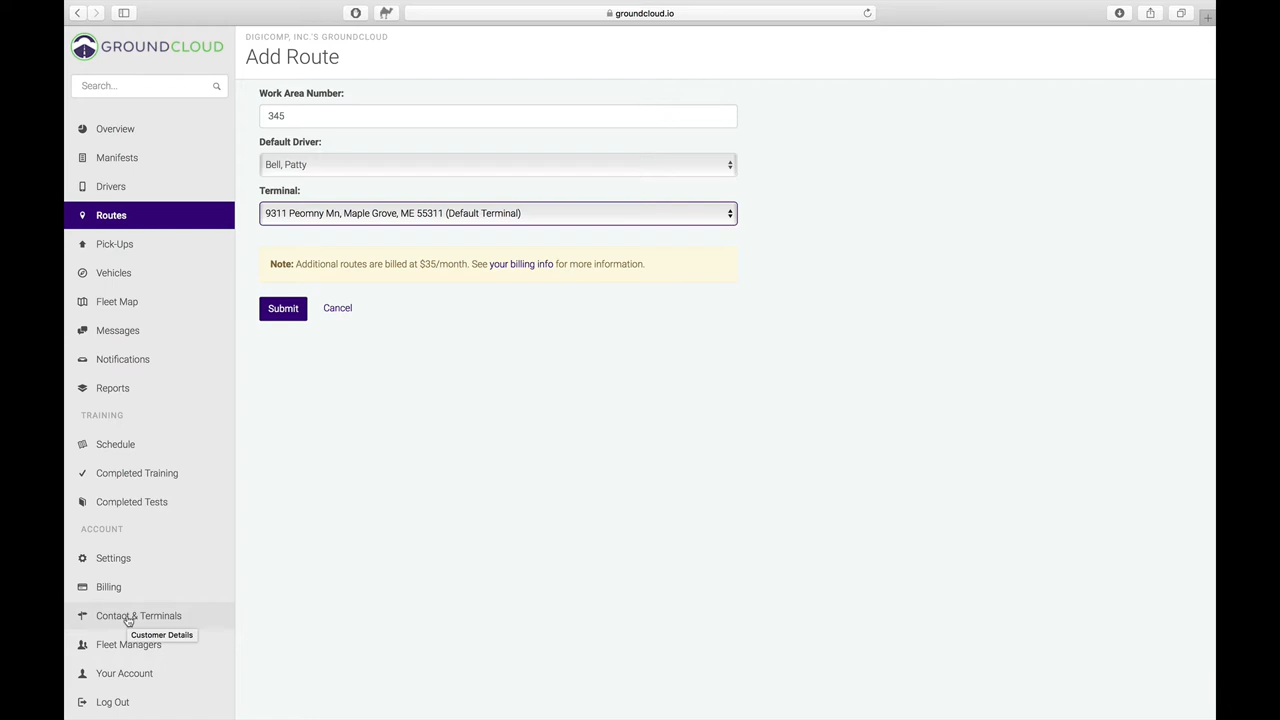 groundcloud.io
GROUNDCLOUD
Search...
Overview
Manifests
Drivers
Routes
Pick-Ups
Vehicles
Fleet Map
Messages
Notifications
Reports
TRAINING
Schedule
Completed Training
Completed Tests
ACCOUNT
Settings
Billing
Contact & Terminals
Customer Details
Fleet Managers
Your Account
Log Out
DIGICOMP, INC.'S GROUNDCLOUD
Add Route
Work Area Number:
345
Default Driver:
Bell, Patty
Terminal:
9311 Peomny Mn, Maple Grove, ME 55311 (Default Terminal)
Note: Additional routes are billed at $35/month. See your billing info for more information.
Submit Cancel